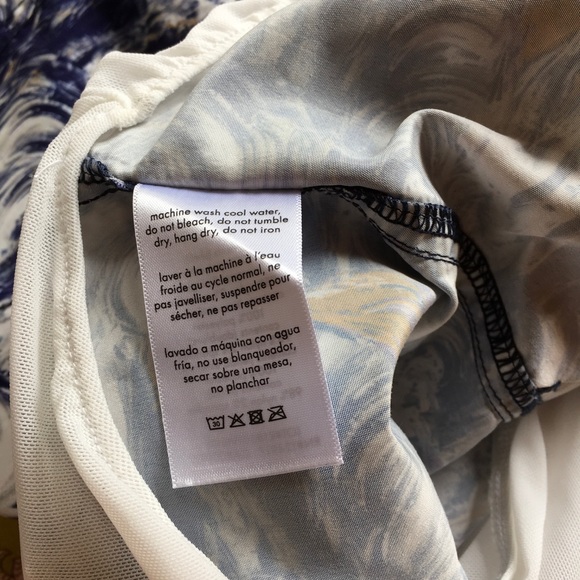 machine wash cool water,
do not bleach, do not tumble
dry, hang dry, do not iron
laver à la machine à l'eau
froide au cycle normal, ne
pas javelliser, suspendre pour
sécher, ne pas repasser
lavado a máquina con agua
fría, no use blanqueador,
secar sobre una mesa,
no planchar
30